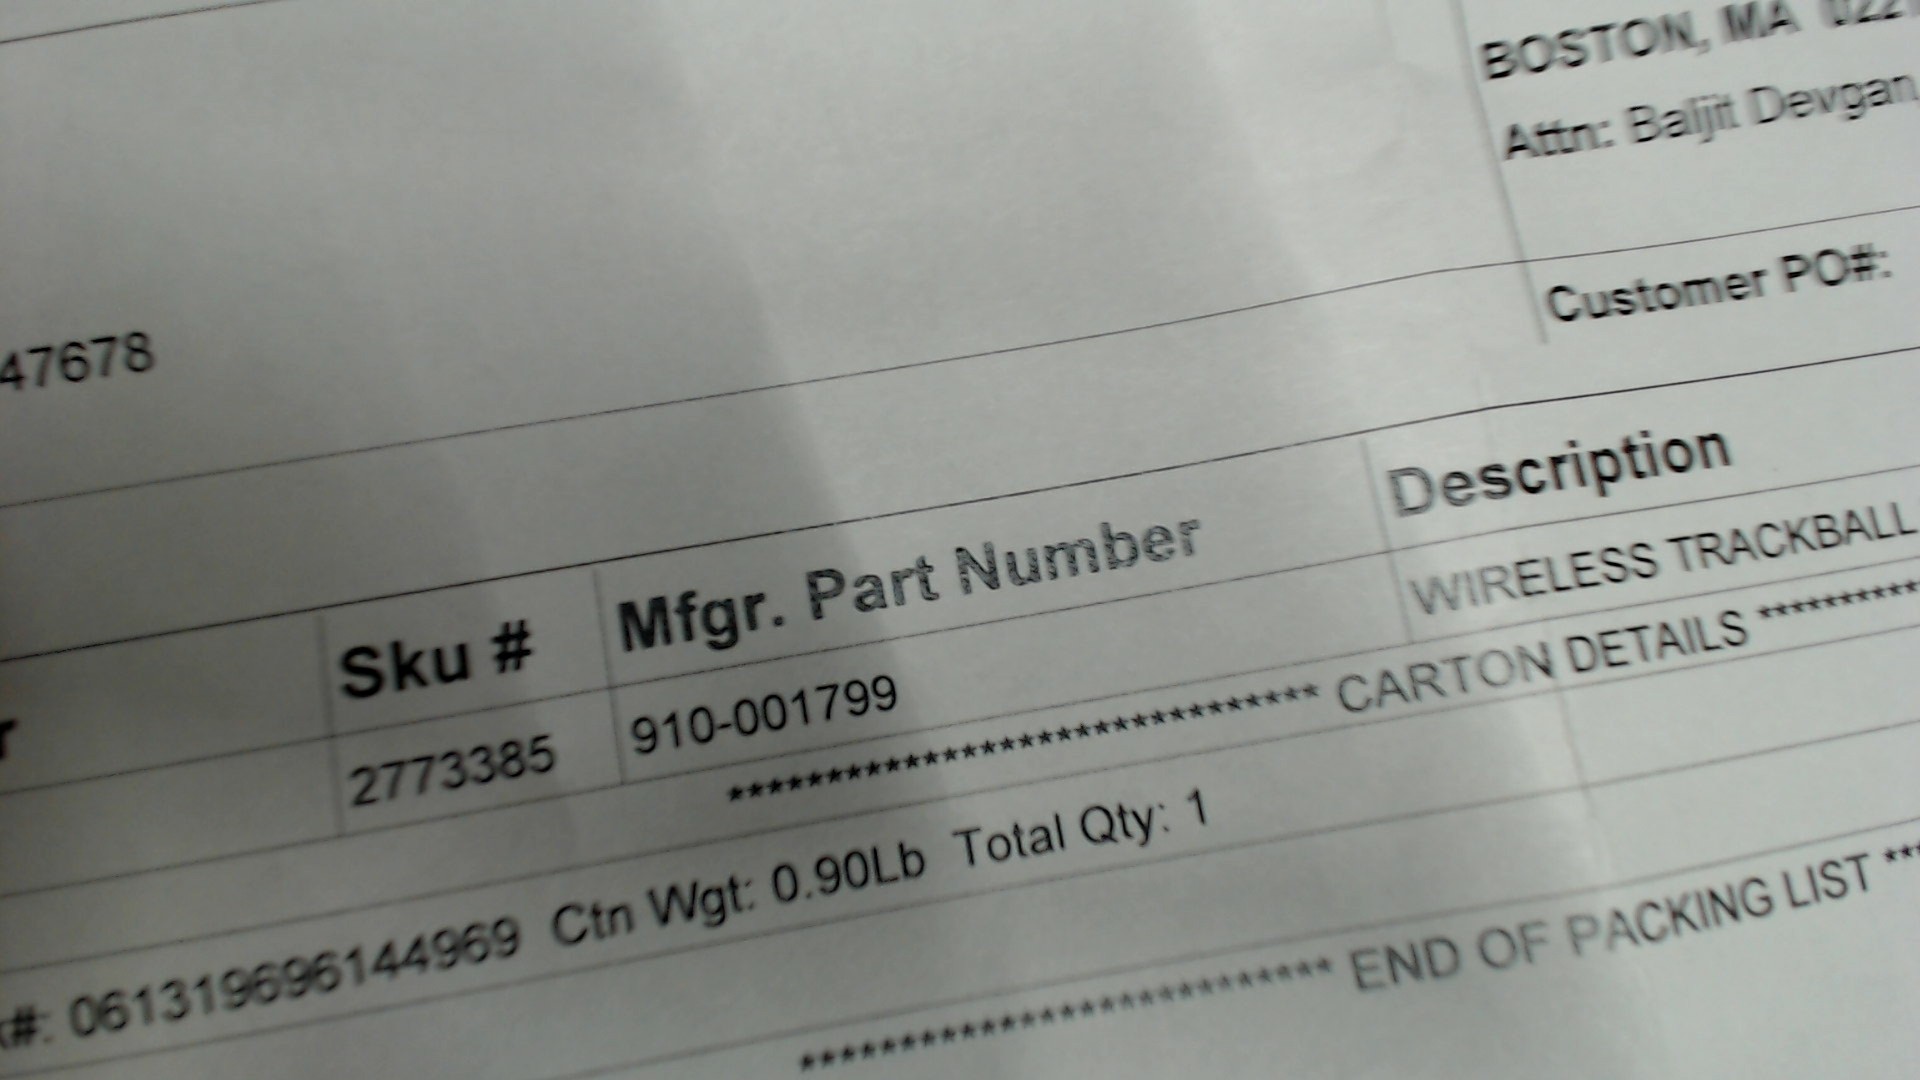 BOSTON, MA
Attn: Baljit Devgan,
47678
Customer PO#:
Sku # Mfgr. Part Number Description
2773385 910-001799 WIRELESS TRACKBALL
******************************** CARTON DETAILS **********
#: 061319696144969 Ctn Wgt: 0.90Lb Total Qty: 1
***************************** END OF PACKING LIST ***